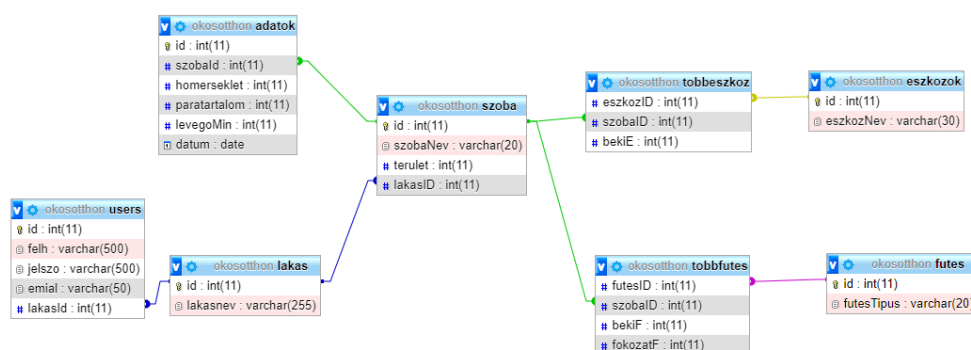 okosotthon adatok
id : int(11)
szobaId : int(11)
homerseklet : int(11)
paratartalom : int(11)
levegoMin : int(11)
datum : date
okosotthon szoba
id : int(11)
szobaNev : varchar(20)
terulet : int(11)
lakasID : int(11)
okosotthon tobbeszkoz
eszkozID : int(11)
szobaID : int(11)
bekiE : int(11)
okosotthon eszkozok
id : int(11)
eszkozNev : varchar(30)
okosotthon users
id : int(11)
felh : varchar(500)
jelszo : varchar(500)
emial : varchar(50)
lakasId : int(11)
okosotthon lakas
id : int(11)
lakasnev : varchar(255)
okosotthon tobbfutes
futesID : int(11)
szobaID : int(11)
bekiF : int(11)
fokozatF : int(11)
okosotthon futes
id : int(11)
futesTipus : varchar(20)